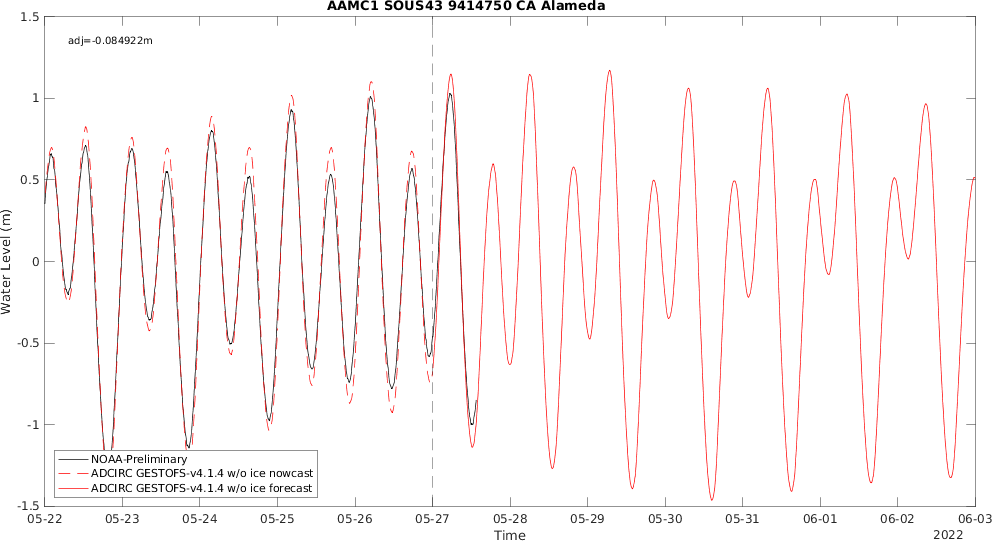 AAMC1 SOUS43 9414750 CA Alameda
adj=-0.084922m
1.5
1
0.5
0
-0.5
-1
-1.5
Water Level (m)
NOAA-Preliminary
ADCIRC GESTOFS-v4.1.4 w/o ice nowcast
ADCIRC GESTOFS-v4.1.4 w/o ice forecast
05-22 05-23 05-24 05-25 05-26 05-27 05-28 05-29 05-30 05-31 06-01 06-02 06-03
Time
2022